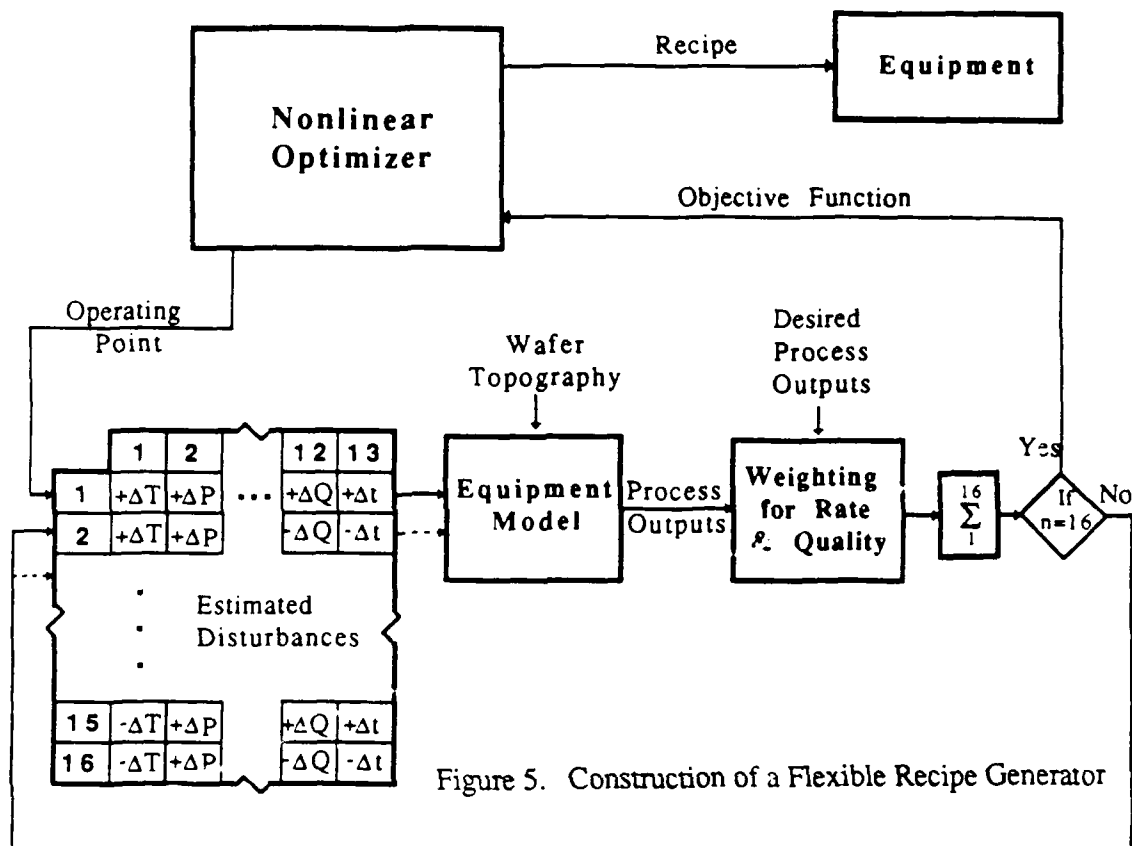 Recipe
Equipment
Nonlinear
Optimizer
Objective Function
Operating
Point
Wafer
Topography
Desired
Process
Outputs
1 2 12 13
1 +ΔT +ΔP ... +ΔQ +Δt
2 +ΔT +ΔP -ΔQ -Δt
Estimated
Disturbances
15 -ΔT +ΔP +ΔQ +Δt
16 -ΔT +ΔP -ΔQ -Δt
Equipment
Model
Process
Outputs
Weighting
for Rate
& Quality
16
Σ
1
Yes
If
n=16
No
Figure 5. Construction of a Flexible Recipe Generator